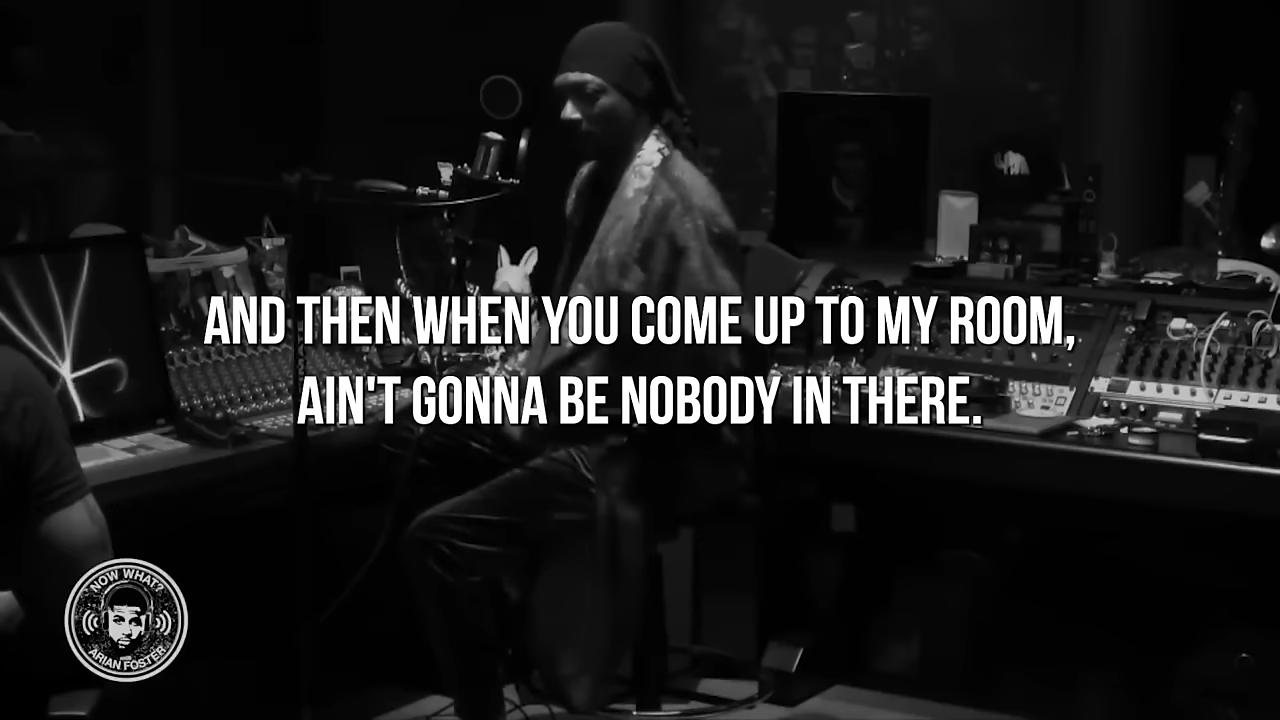 AND THEN WHEN YOU COME UP TO MY ROOM,
AIN'T GONNA BE NOBODY IN THERE.
NOW WHAT?
ARIAN FOSTER